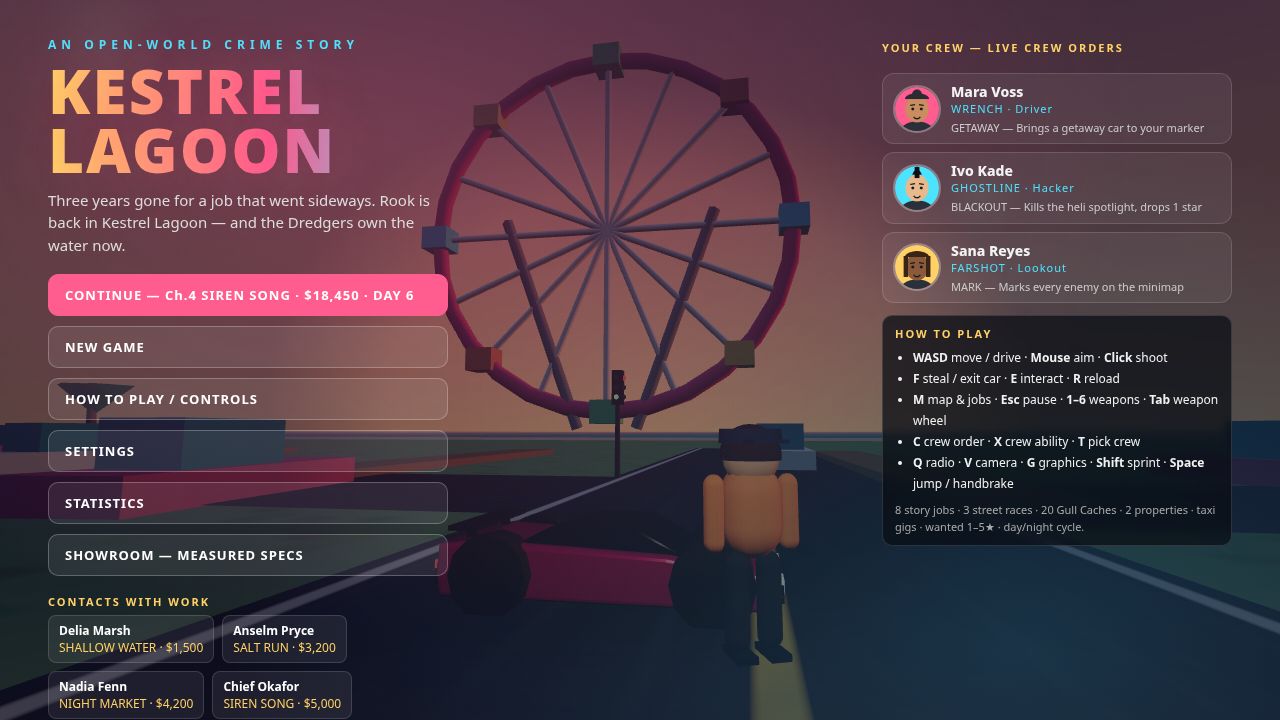 AN OPEN-WORLD CRIME STORY
KESTREL
LAGOON
Three years gone for a job that went sideways. Rook is
back in Kestrel Lagoon — and the Dredgers own the
water now.
CONTINUE — Ch.4 SIREN SONG · $18,450 · DAY 6
NEW GAME
HOW TO PLAY / CONTROLS
SETTINGS
STATISTICS
SHOWROOM — MEASURED SPECS
CONTACTS WITH WORK
Delia Marsh
SHALLOW WATER · $1,500
Anselm Pryce
SALT RUN · $3,200
Nadia Fenn
NIGHT MARKET · $4,200
Chief Okafor
SIREN SONG · $5,000
YOUR CREW — LIVE CREW ORDERS
Mara Voss
WRENCH · Driver
GETAWAY — Brings a getaway car to your marker
Ivo Kade
GHOSTLINE · Hacker
BLACKOUT — Kills the heli spotlight, drops 1 star
Sana Reyes
FARSHOT · Lookout
MARK — Marks every enemy on the minimap
HOW TO PLAY
• WASD move / drive · Mouse aim · Click shoot
• F steal / exit car · E interact · R reload
• M map & jobs · Esc pause · 1–6 weapons · Tab weapon
wheel
• C crew order · X crew ability · T pick crew
• Q radio · V camera · G graphics · Shift sprint · Space
jump / handbrake
8 story jobs · 3 street races · 20 Gull Caches · 2 properties · taxi
gigs · wanted 1–5★ · day/night cycle.